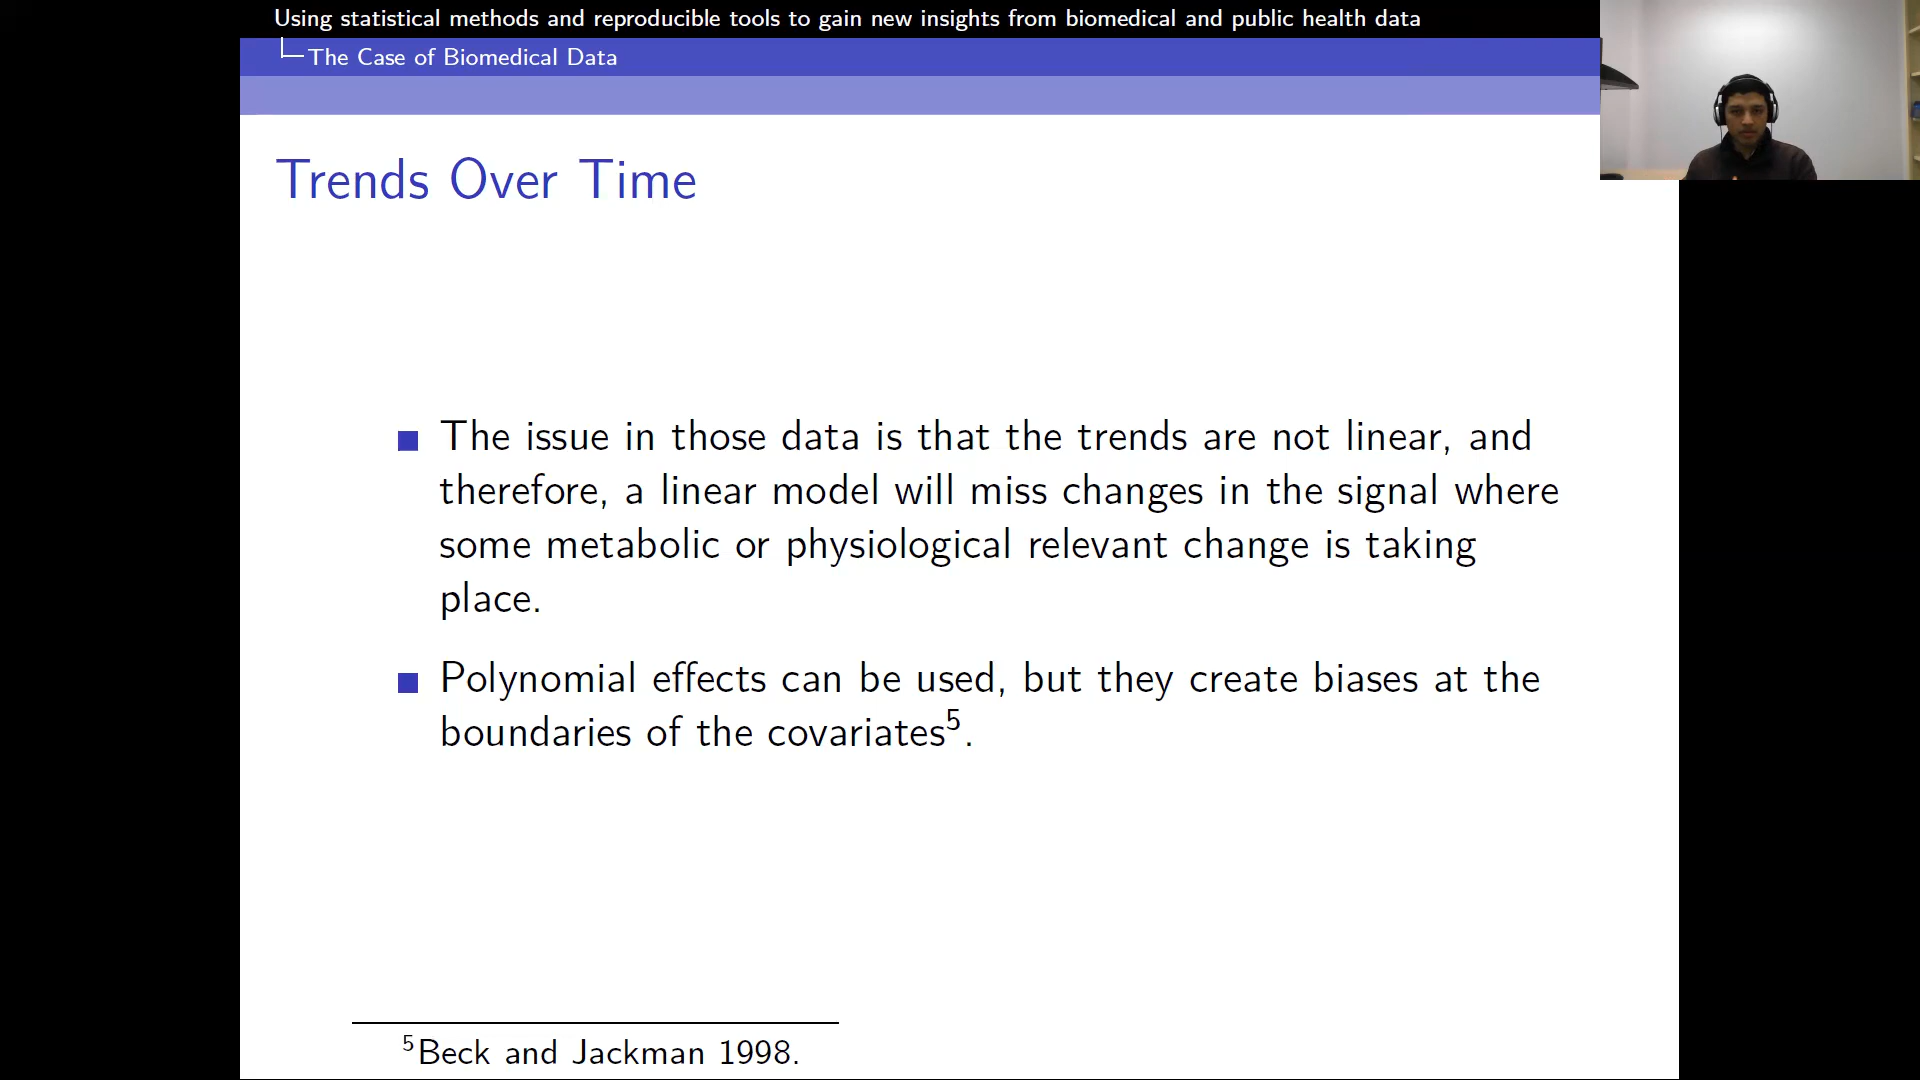 Using statistical methods and reproducible tools to gain new insights from biomedical and public health data
The Case of Biomedical Data
Trends Over Time
The issue in those data is that the trends are not linear, and
therefore, a linear model will miss changes in the signal where
some metabolic or physiological relevant change is taking
place.
Polynomial effects can be used, but they create biases at the
boundaries of the covariates⁵.
⁵Beck and Jackman 1998.